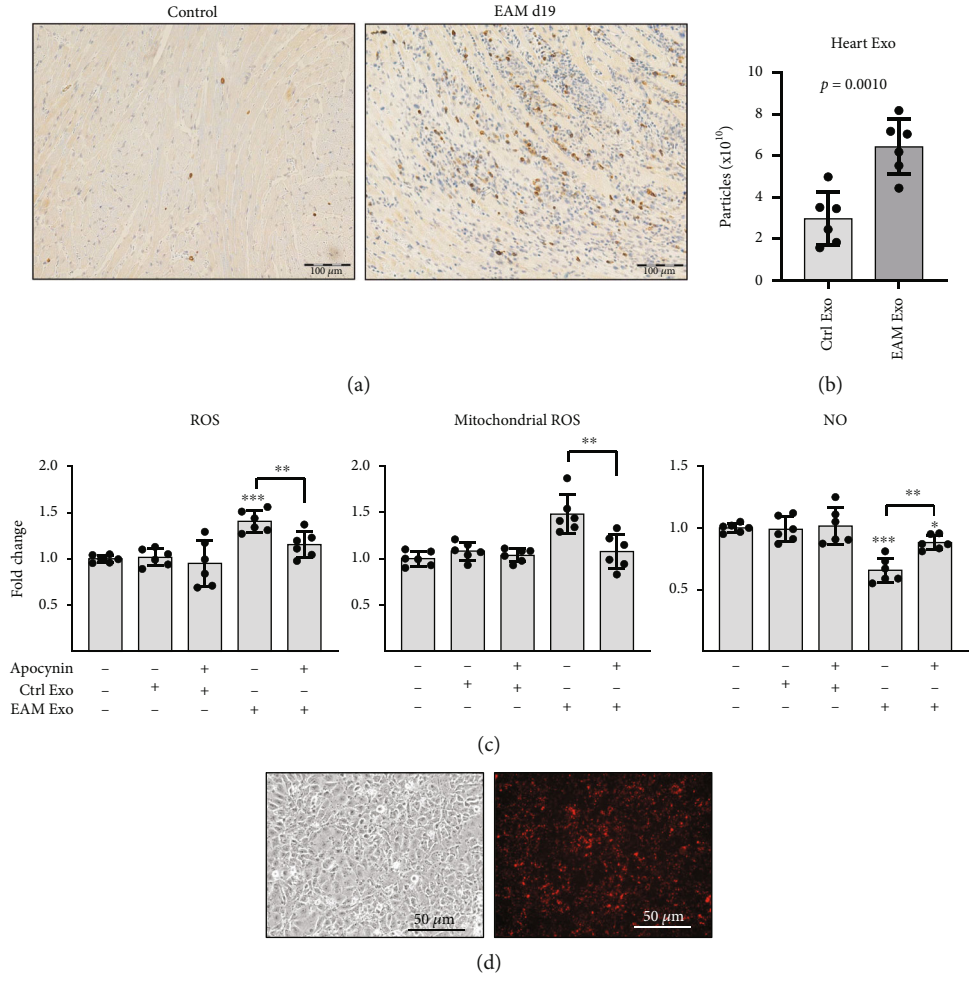 Control
EAM d19
100 μm
100 μm
(a)
Heart Exo
p = 0.0010
Particles (x10¹⁰)
10
8
6
4
2
0
Ctrl Exo
EAM Exo
(b)
ROS
Fold change
2.0
1.5
1.0
0.5
***
**
Mitochondrial ROS
2.0
1.5
1.0
0.5
**
NO
1.5
1.0
0.5
***
**
*
Apocynin – – + – + – – + – + – – + – +
Ctrl Exo – + + – – – + + – – – + + – –
EAM Exo – – – + + – – – + + – – – + +
(c)
50 μm
50 μm
(d)